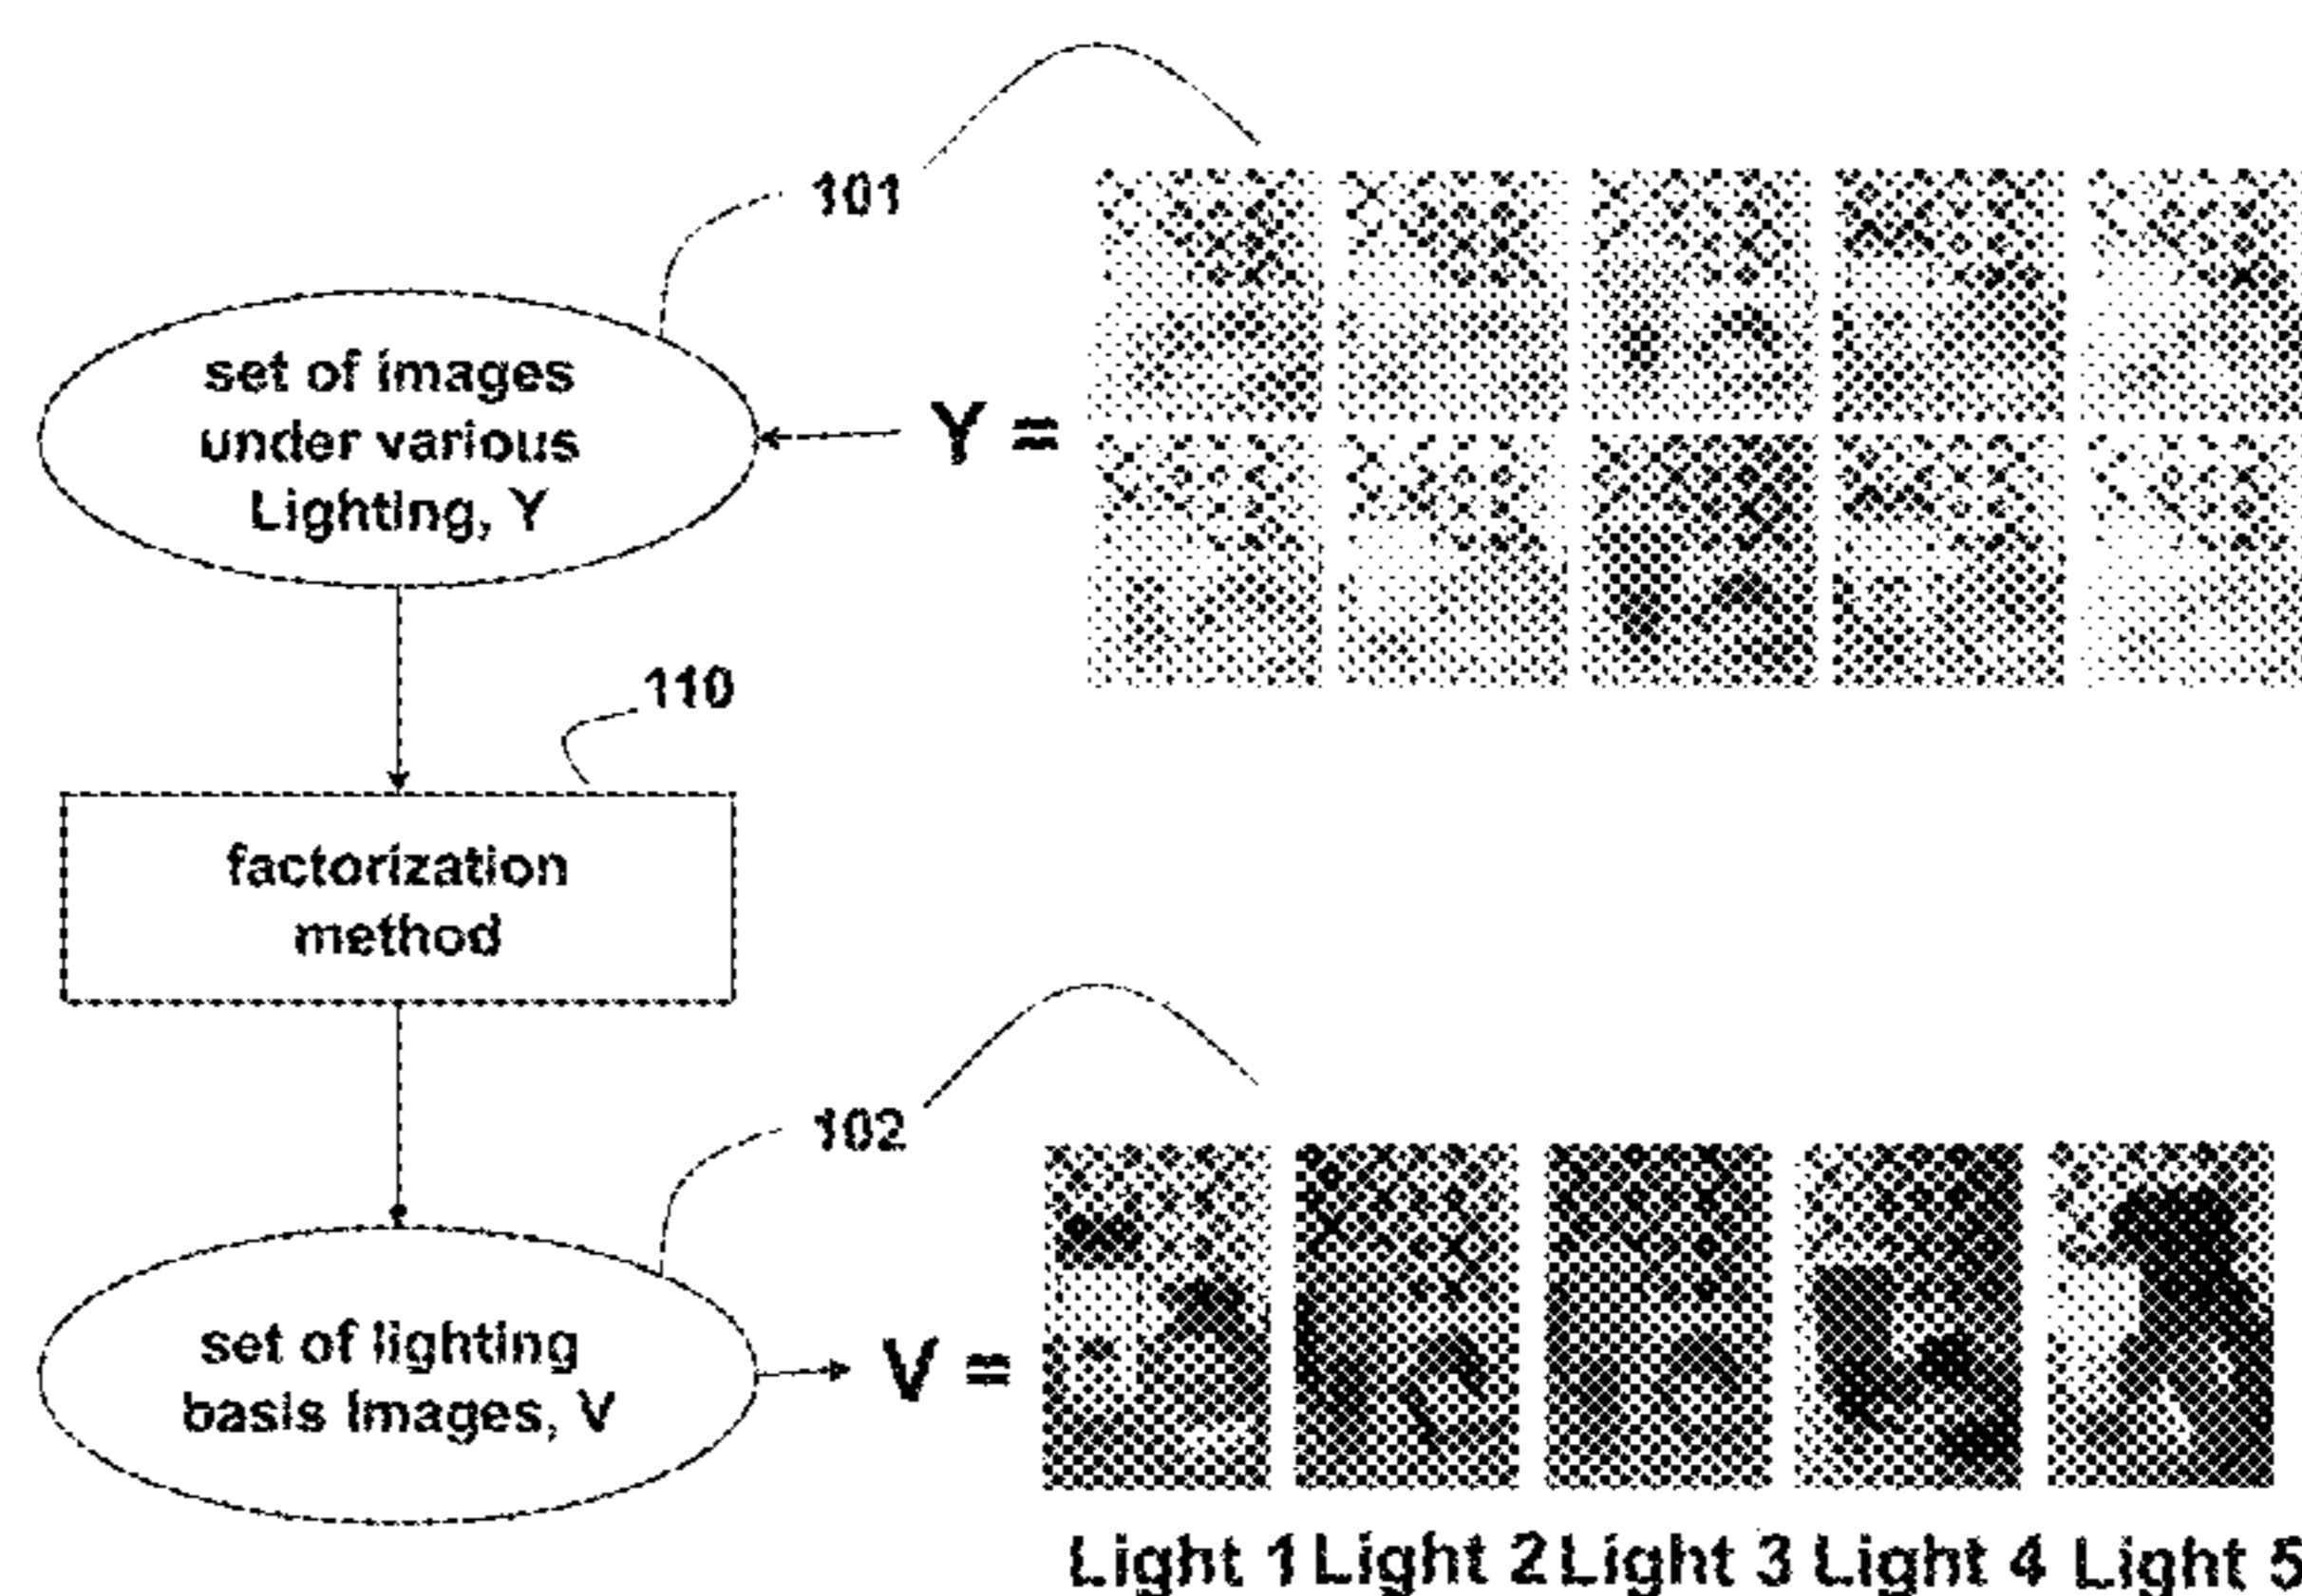 101
set of images
under various
Lighting, Y
Y =
110
factorization
method
102
set of lighting
basis Images, V
V =
Light 1 Light 2 Light 3 Light 4 Light 5